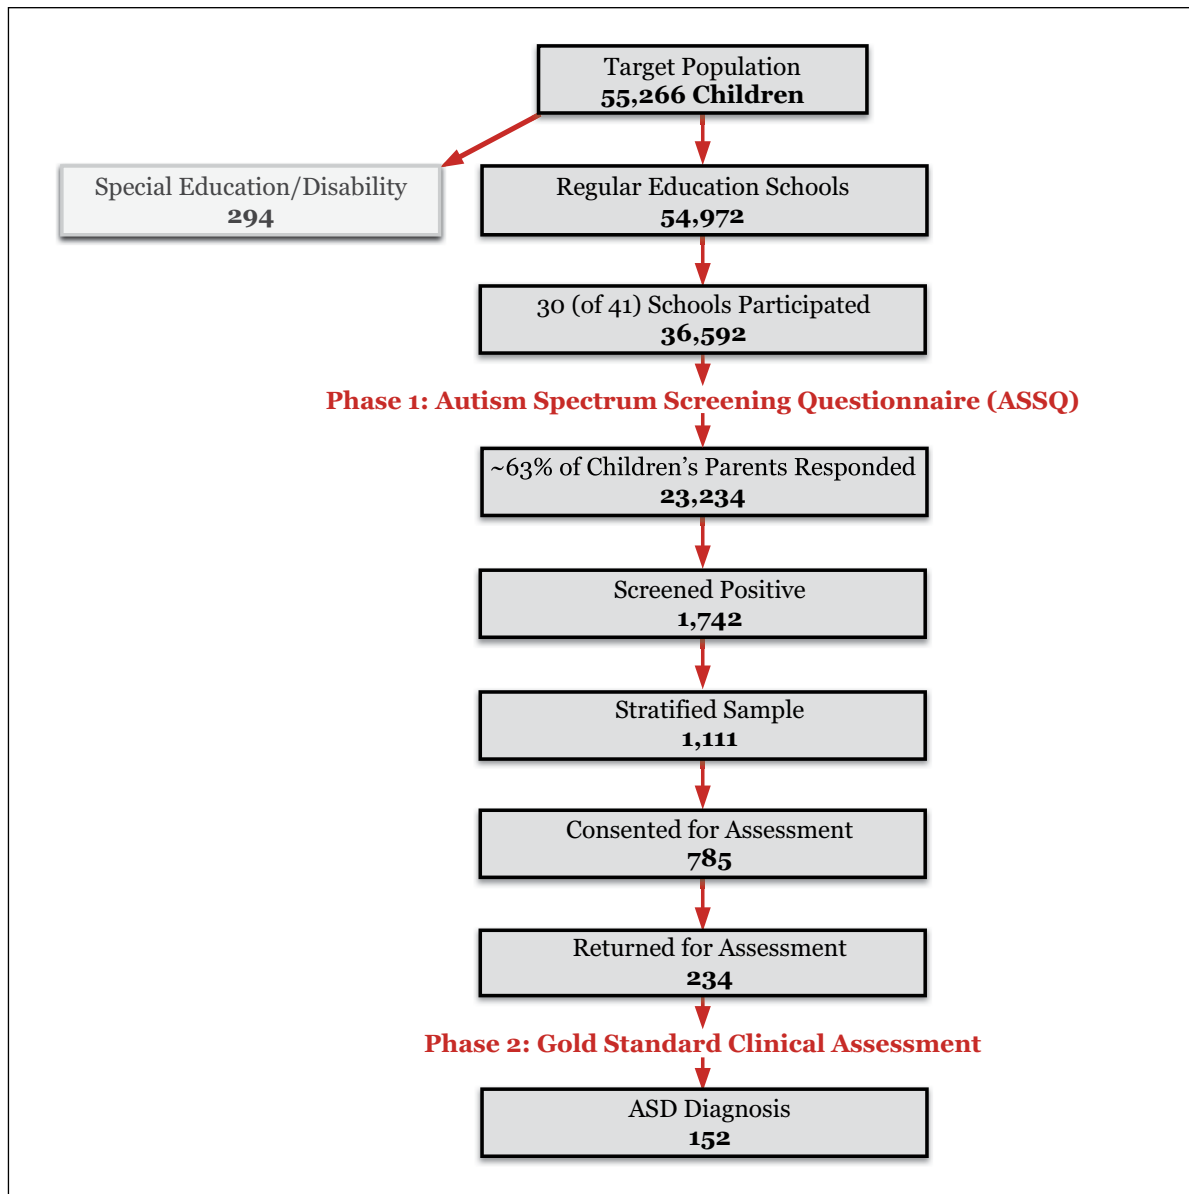 Target Population
55,266 Children
Special Education/Disability
294
Regular Education Schools
54,972
30 (of 41) Schools Participated
36,592
Phase 1: Autism Spectrum Screening Questionnaire (ASSQ)
~63% of Children’s Parents Responded
23,234
Screened Positive
1,742
Stratified Sample
1,111
Consented for Assessment
785
Returned for Assessment
234
Phase 2: Gold Standard Clinical Assessment
ASD Diagnosis
152